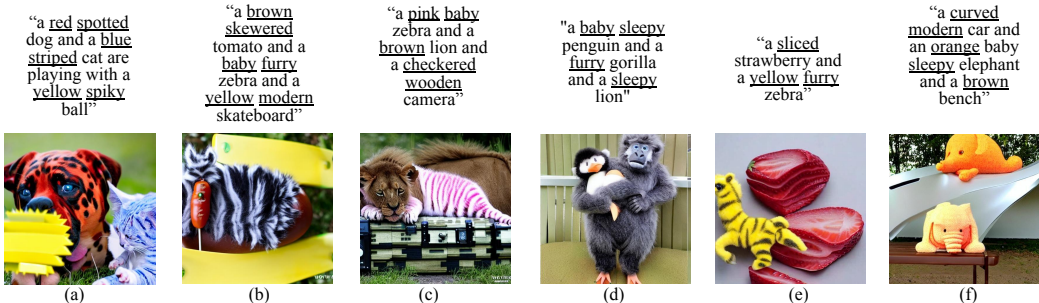 “a red spotted
dog and a blue
striped cat are
playing with a
yellow spiky
ball”
“a brown
skewered
tomato and a
baby furry
zebra and a
yellow modern
skateboard”
“a pink baby
zebra and a
brown lion and
a checkered
wooden
camera”
"a baby sleepy
penguin and a
furry gorilla
and a sleepy
lion"
“a sliced
strawberry and
a yellow furry
zebra”
“a curved
modern car and
an orange baby
sleepy elephant
and a brown
bench”
(a)
(b)
(c)
(d)
(e)
(f)